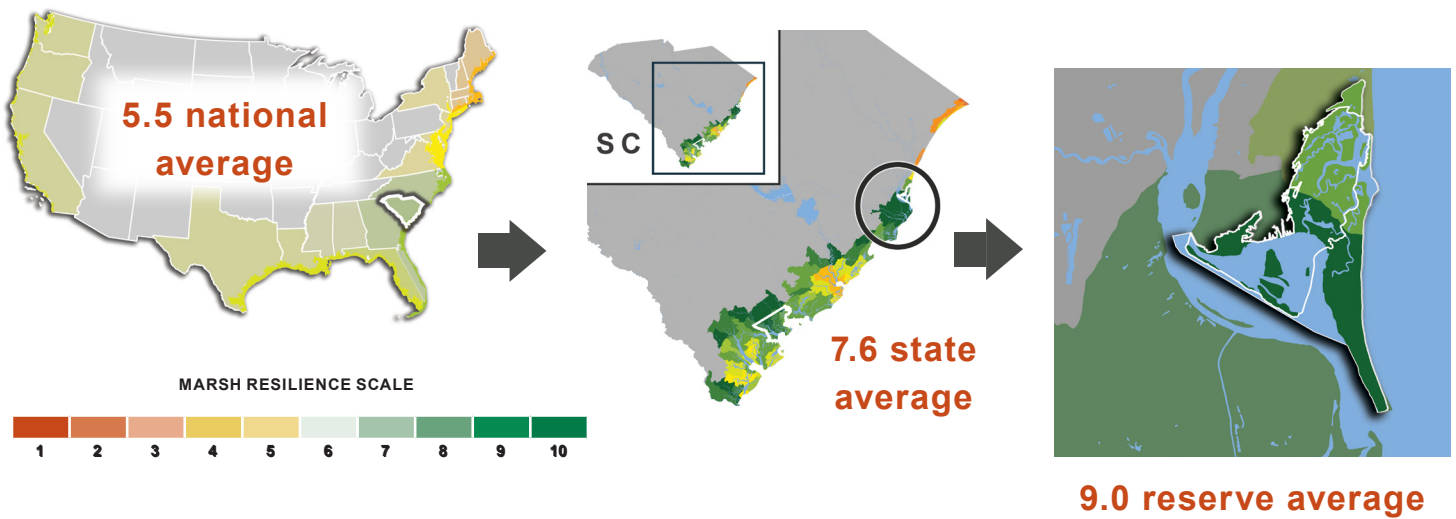 5.5 national
average
SC
7.6 state
average
MARSH RESILIENCE SCALE
1 2 3 4 5 6 7 8 9 10
9.0 reserve average